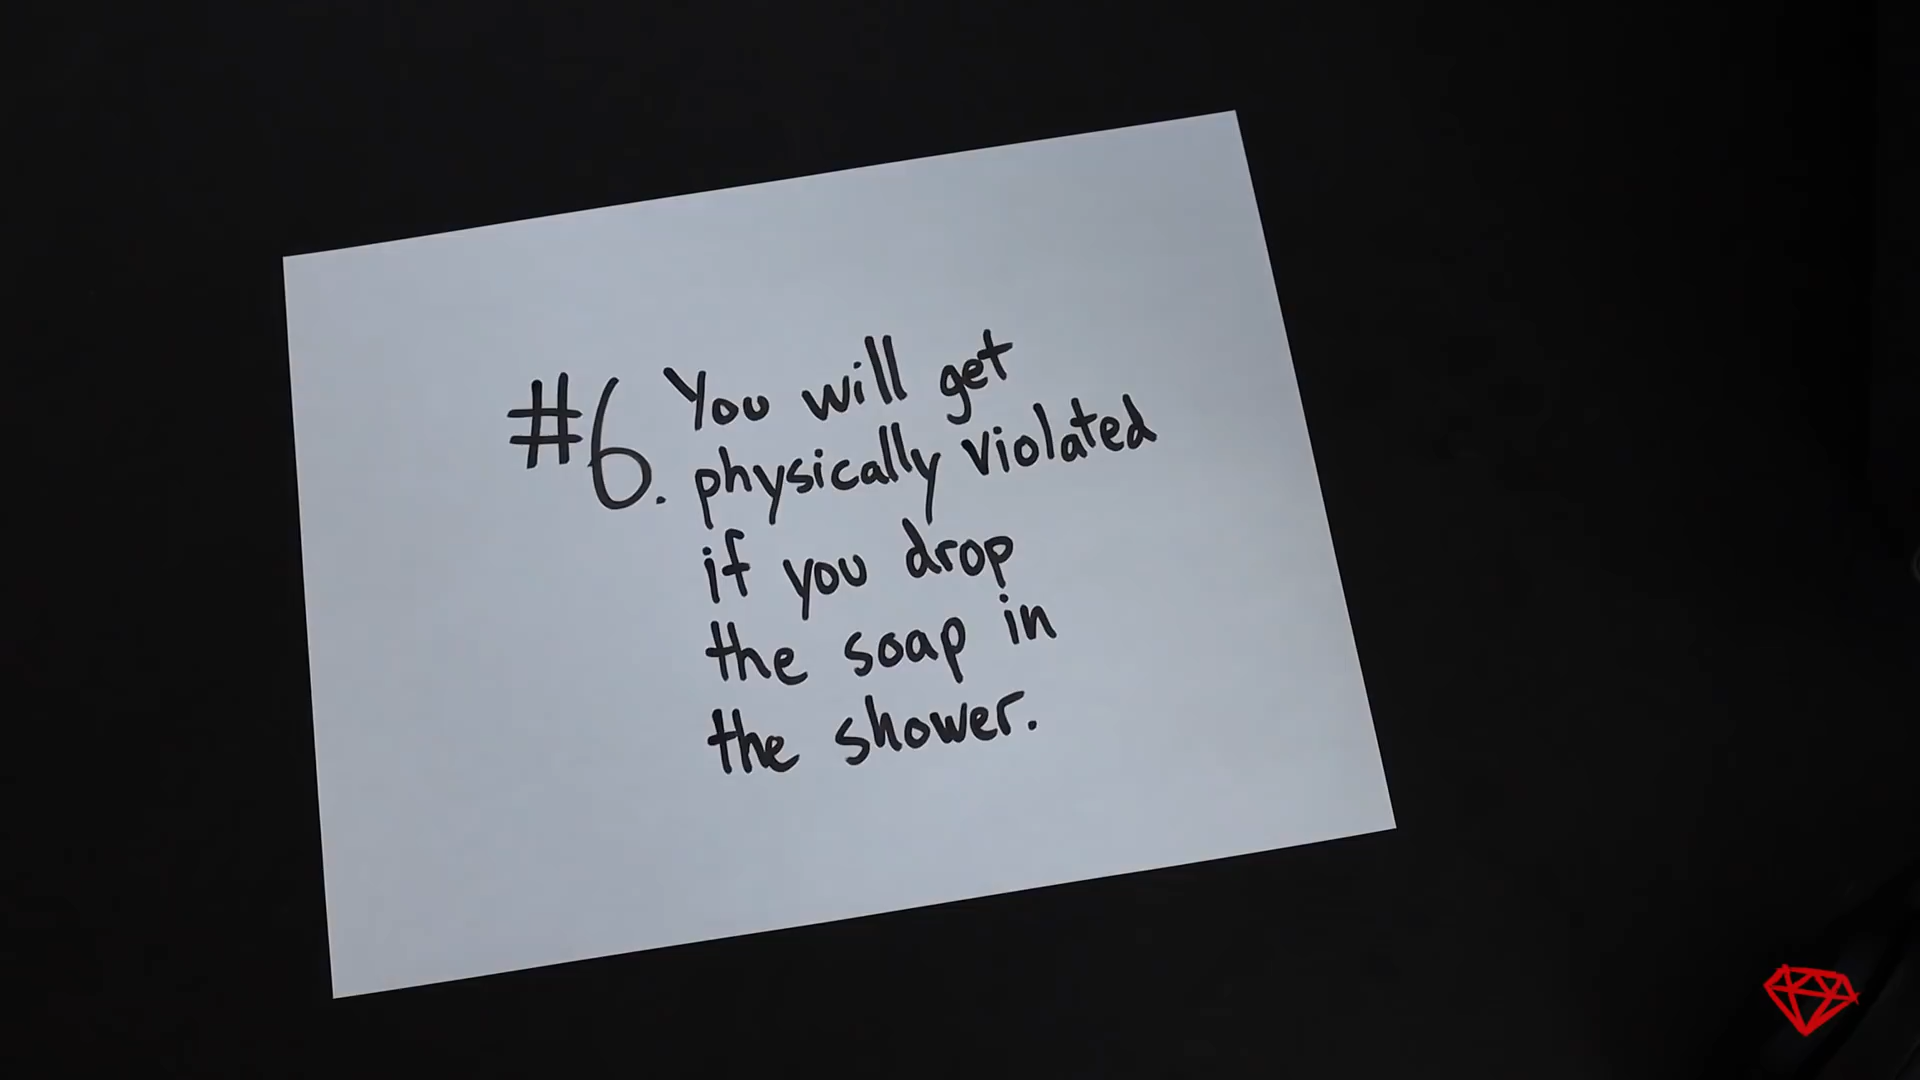 #6. You will get
physically violated
if you drop
the soap in
the shower.